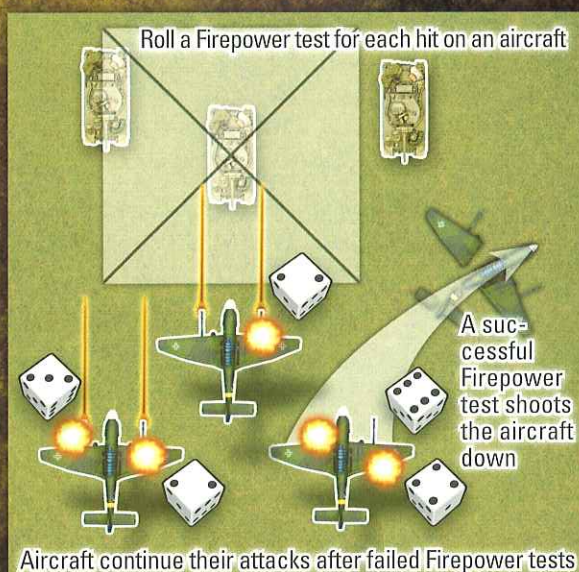 Roll a Firepower test for each hit on an aircraft
A suc-
cessful
Firepower
test shoots
the aircraft
down
Aircraft continue their attacks after failed Firepower tests